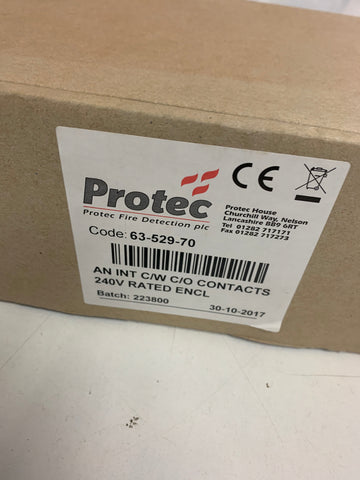 Protec
Protec Fire Detection plc
Protec House
Churchill Way, Nelson
Lancashire BB9 6RT
Tel 01282 717171
Fax 01282 717273
Code: 63-529-70
AN INT C/W C/O CONTACTS
240V RATED ENCL
Batch: 223800
30-10-2017